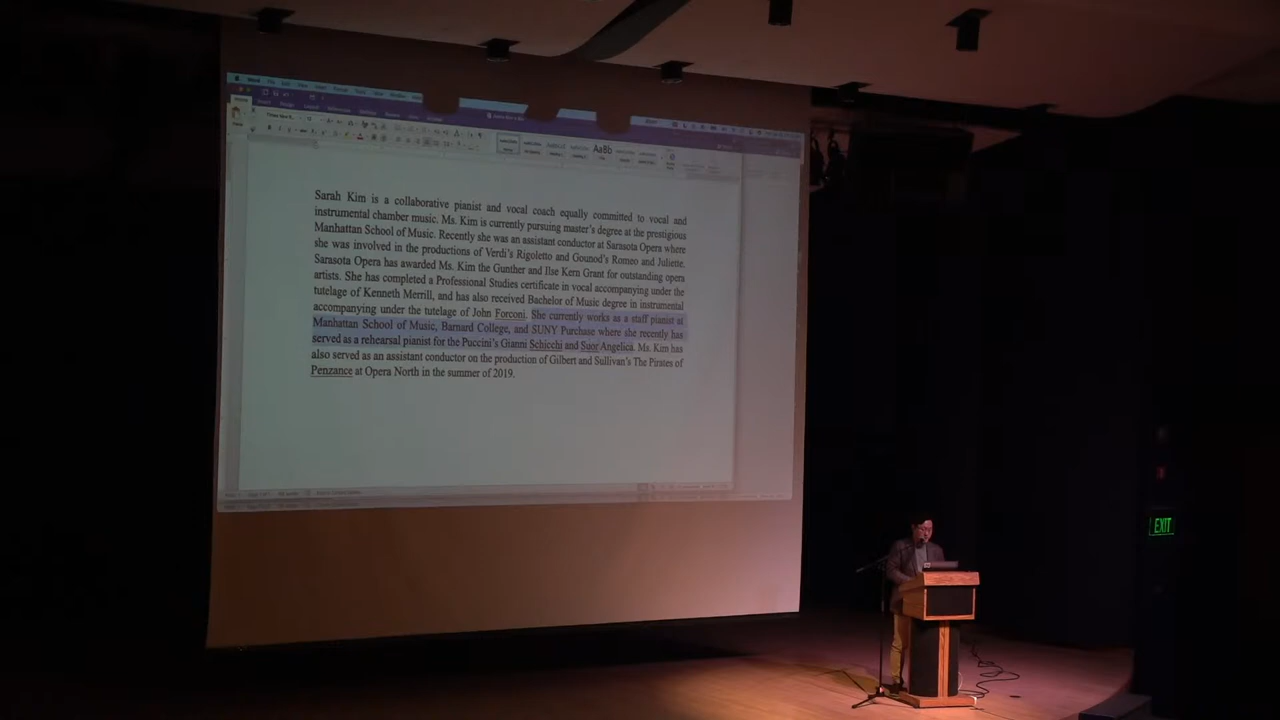 Word
AaBb
Sarah Kim is a collaborative pianist and vocal coach equally committed to vocal and
instrumental chamber music. Ms. Kim is currently pursuing master's degree at the prestigious
Manhattan School of Music. Recently she was an assistant conductor at Sarasota Opera where
she was involved in the productions of Verdi's Rigoletto and Gounod's Romeo and Juliette.
Sarasota Opera has awarded Ms. Kim the Gunther and Ilse Kern Grant for outstanding opera
artists. She has completed a Professional Studies certificate in vocal accompanying under the
tutelage of Kenneth Merrill, and has also received Bachelor of Music degree in instrumental
accompanying under the tutelage of John Forconi. She currently works as a staff pianist at
Manhattan School of Music, Barnard College, and SUNY Purchase where she recently has
served as a rehearsal pianist for the Puccini's Gianni Schicchi and Suor Angelica. Ms. Kim has
also served as an assistant conductor on the production of Gilbert and Sullivan's The Pirates of
Penzance at Opera North in the summer of 2019.
EXIT